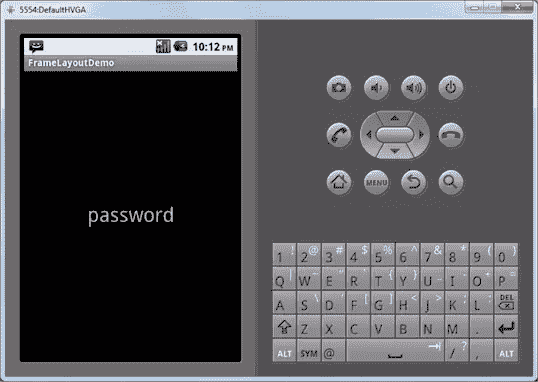 5554:DefaultHVGA
10:12 PM
FrameLayoutDemo
password
MENU
1 ! 2 @ 3 # 4 $ 5 % 6 ^ 7 & 8 * 9 ( 0 )
Q W E R T { Y } U _ I - O + P =
A S \ D ' F [ G ] H < J > K ; L : DEL
Z X C V B N M .
ALT SYM @ / ? , ALT